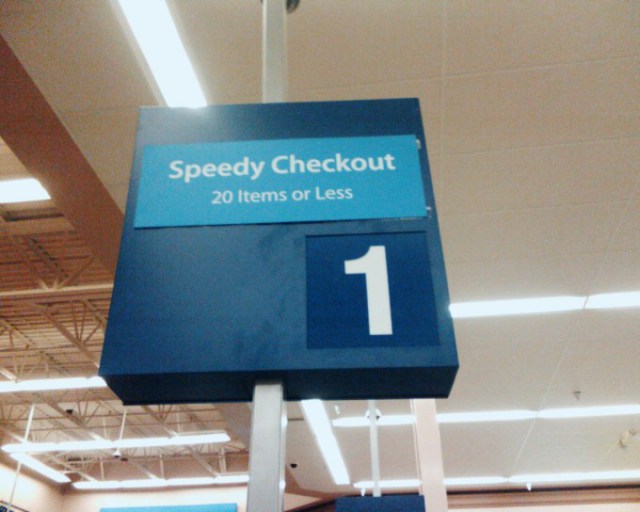 Speedy Checkout
20 Items or Less
1